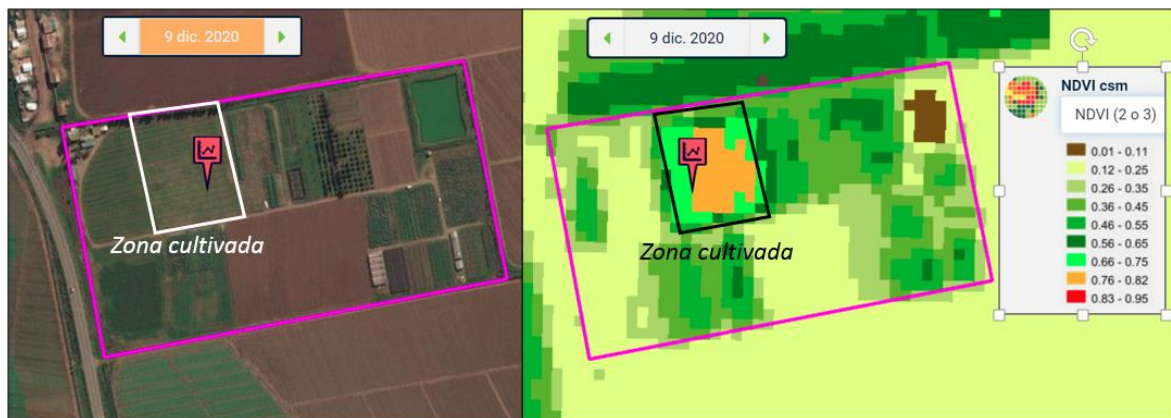 9 dic. 2020
Zona cultivada
9 dic. 2020
Zona cultivada
NDVI csm
NDVI (2 o 3)
0.01 - 0.11
0.12 - 0.25
0.26 - 0.35
0.36 - 0.45
0.46 - 0.55
0.56 - 0.65
0.66 - 0.75
0.76 - 0.82
0.83 - 0.95